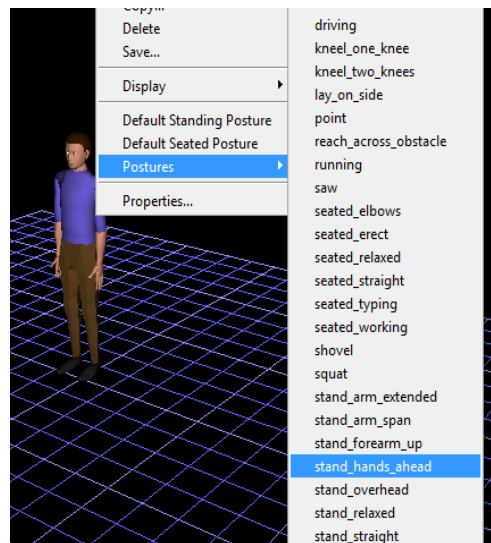 Copy...
Delete
Save...
Display
Default Standing Posture
Default Seated Posture
Postures
Properties...
driving
kneel_one_knee
kneel_two_knees
lay_on_side
point
reach_across_obstacle
running
saw
seated_elbows
seated_erect
seated_relaxed
seated_straight
seated_typing
seated_working
shovel
squat
stand_arm_extended
stand_arm_span
stand_forearm_up
stand_hands_ahead
stand_overhead
stand_relaxed
stand_straight